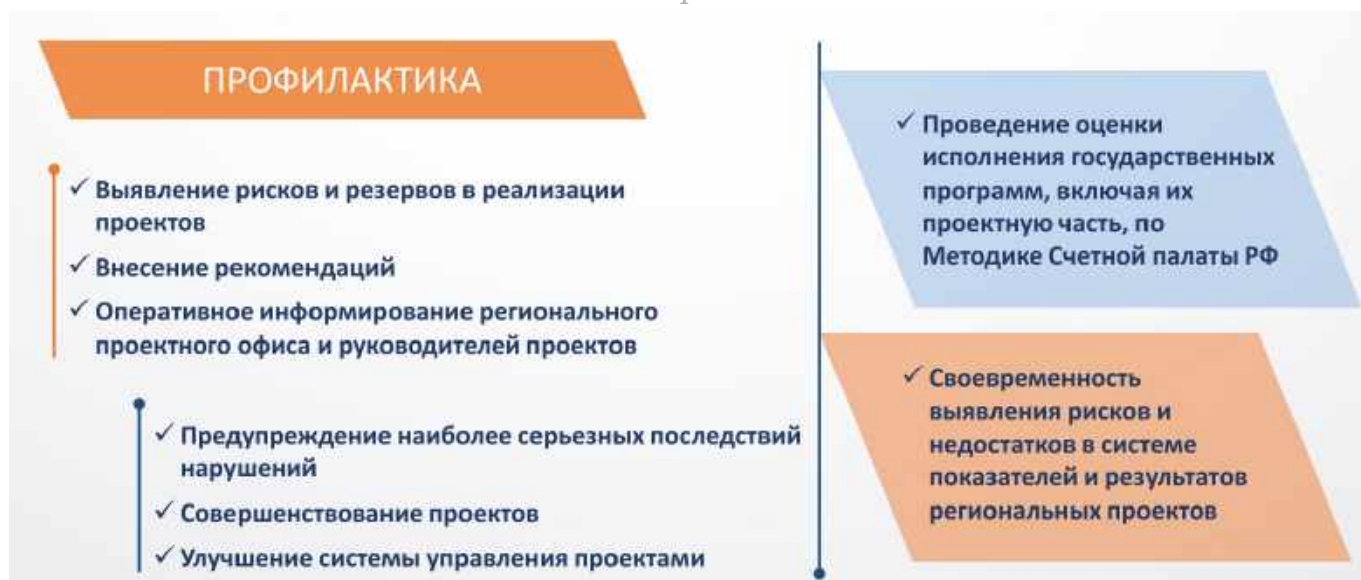 ПРОФИЛАКТИКА
✓ Выявление рисков и резервов в реализации
проектов
✓ Внесение рекомендаций
✓ Оперативное информирование регионального
проектного офиса и руководителей проектов
✓ Предупреждение наиболее серьезных последствий
нарушений
✓ Совершенствование проектов
✓ Улучшение системы управления проектами
✓ Проведение оценки
исполнения государственных
программ, включая их
проектную часть, по
Методике Счетной палаты РФ
✓ Своевременность
выявления рисков и
недостатков в системе
показателей и результатов
региональных проектов